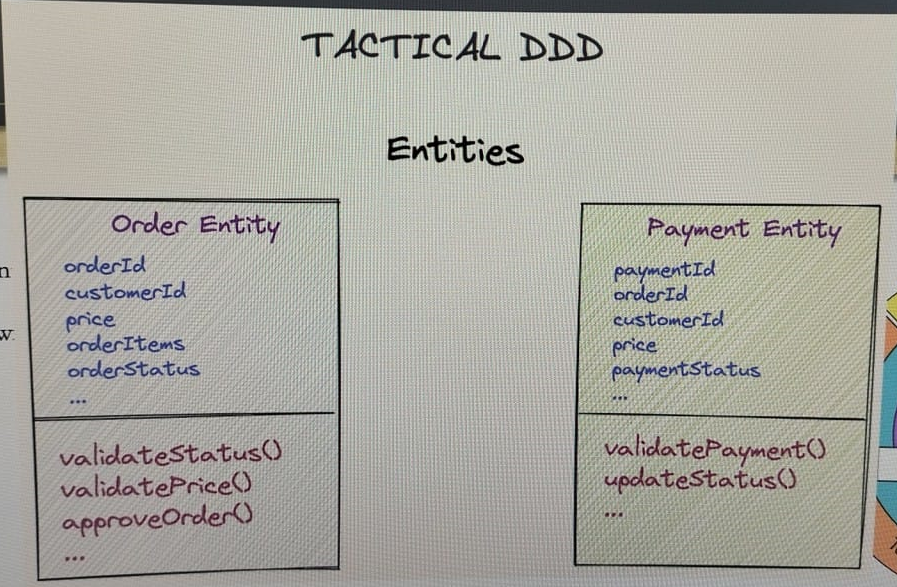 TACTICAL DDD
Entities
Order Entity
orderId
customerId
price
orderItems
orderStatus
...
validateStatus()
validatePrice()
approveOrder()
...
Payment Entity
paymentId
orderId
customerId
price
paymentStatus
...
validatePayment()
updateStatus()
...
n
w.